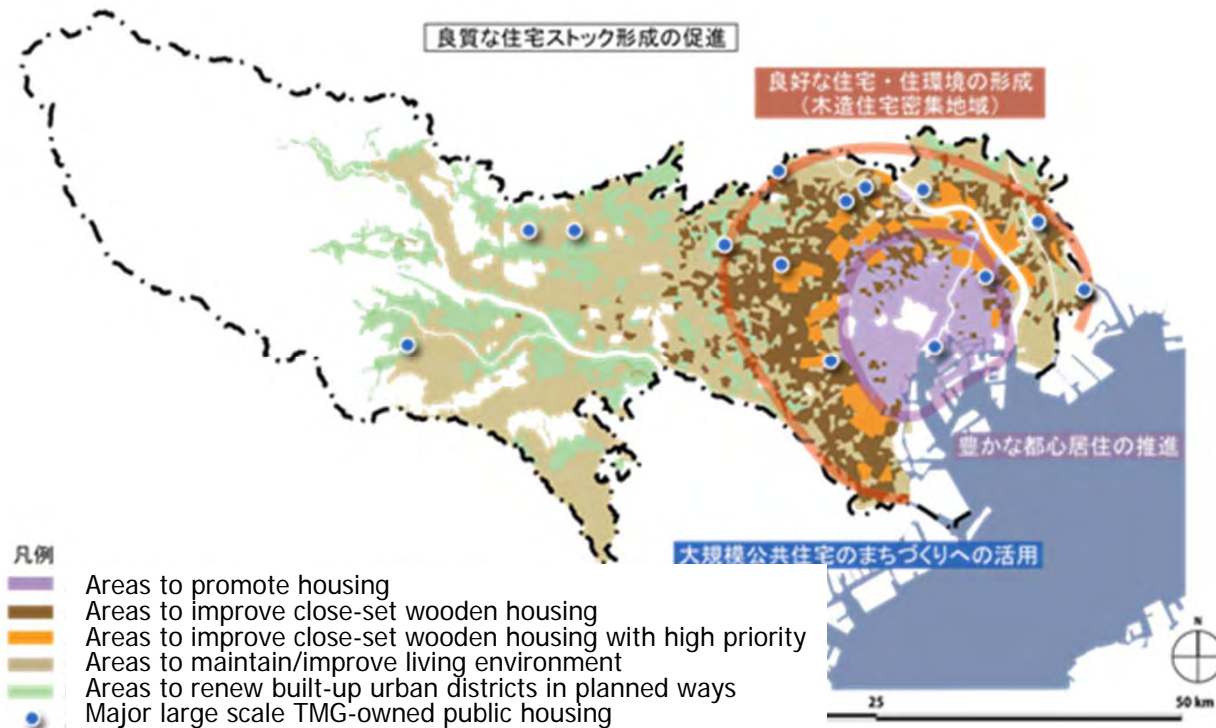 良質な住宅ストック形成の促進
良好な住宅・住環境の形成
（木造住宅密集地域）
豊かな都心居住の推進
大規模公共住宅のまちづくりへの活用
凡例
Areas to promote housing
Areas to improve close-set wooden housing
Areas to improve close-set wooden housing with high priority
Areas to maintain/improve living environment
Areas to renew built-up urban districts in planned ways
Major large scale TMG-owned public housing
N
25
50 km